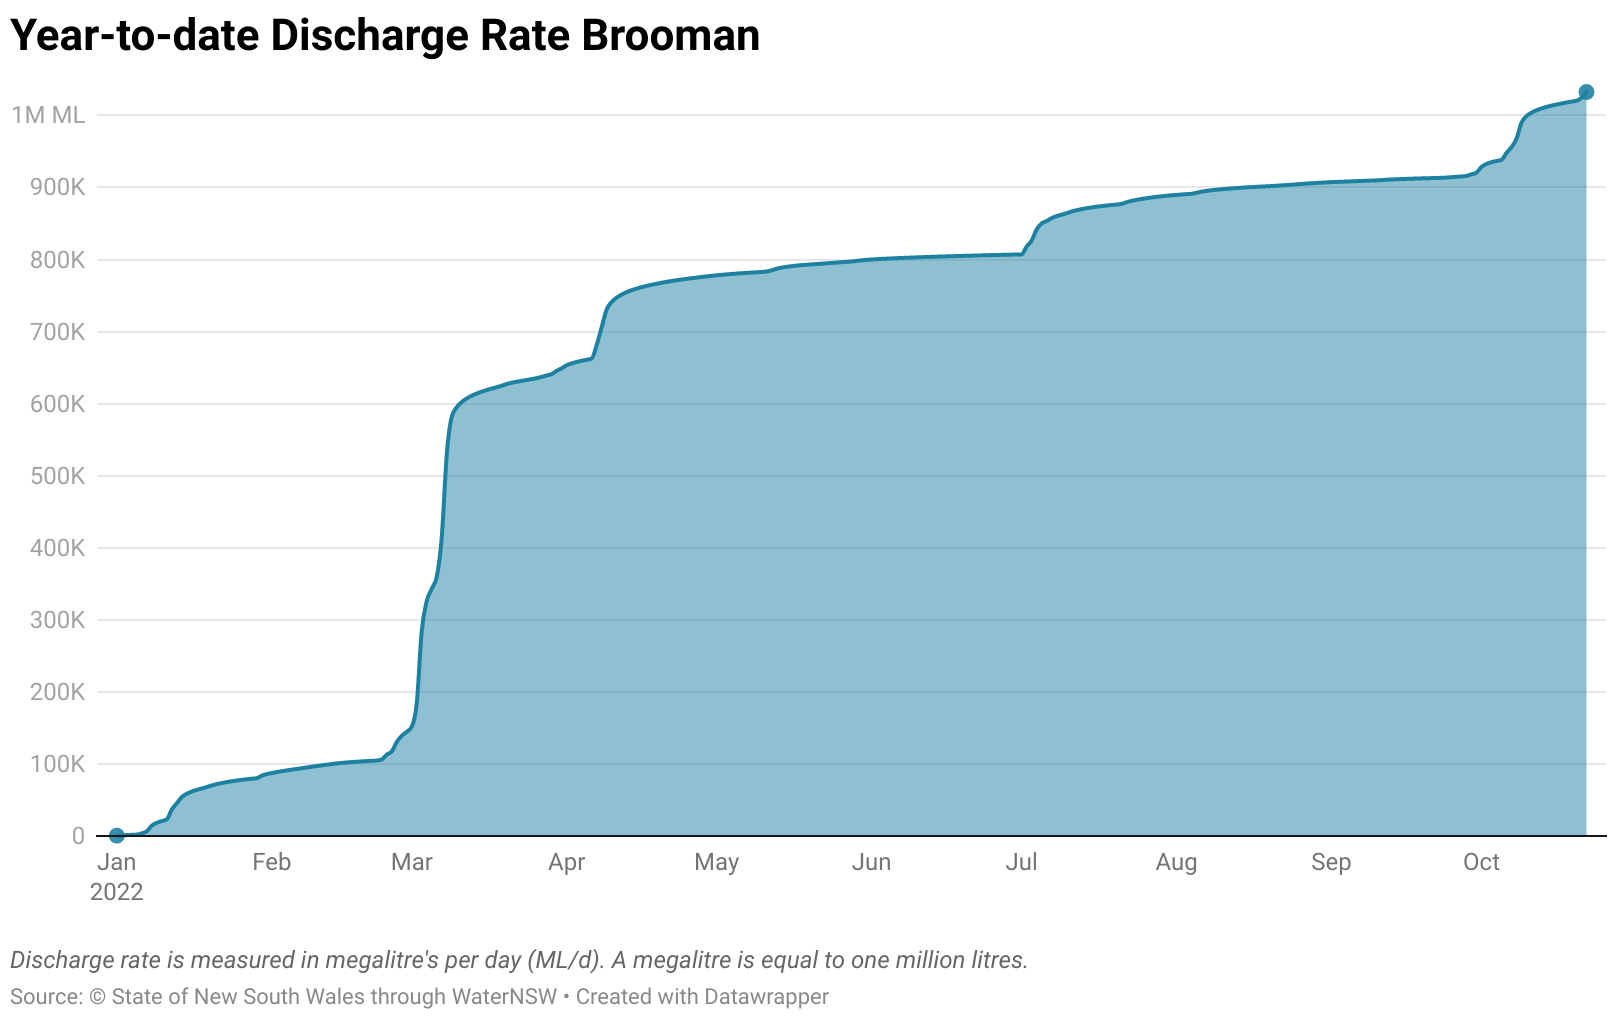 Year-to-date Discharge Rate Brooman
1M ML
900K
800K
700K
600K
500K
400K
300K
200K
100K
0
Jan Feb Mar Apr May Jun Jul Aug Sep Oct
2022
Discharge rate is measured in megalitre's per day (ML/d). A megalitre is equal to one million litres.
Source: © State of New South Wales through WaterNSW • Created with Datawrapper